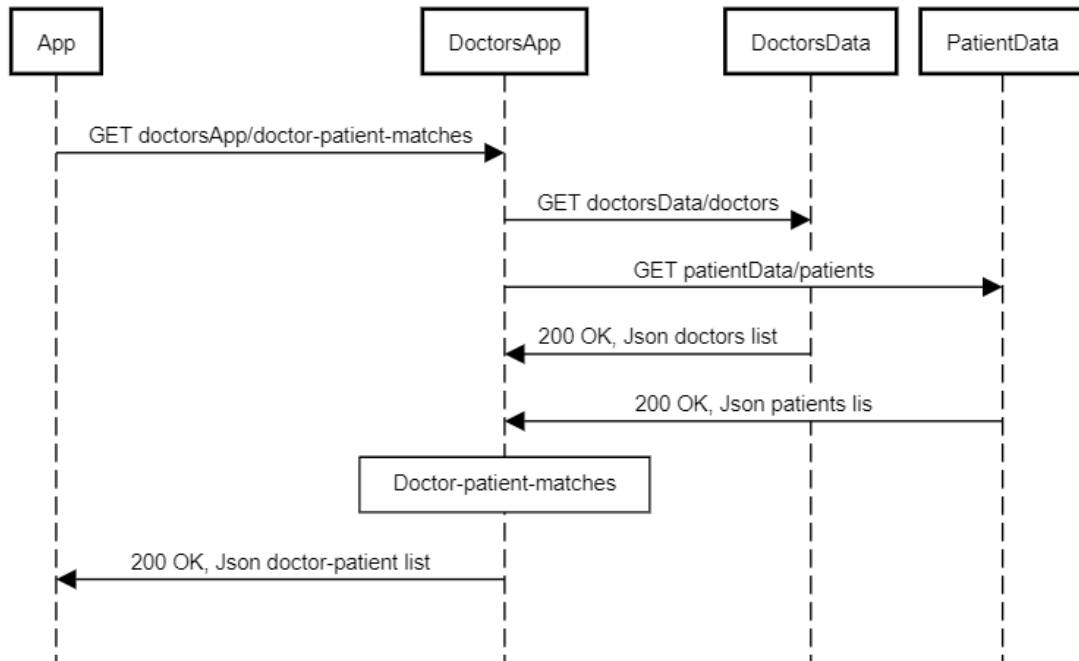 App
DoctorsApp
DoctorsData
PatientData
GET doctorsApp/doctor-patient-matches
GET doctorsData/doctors
GET patientData/patients
200 OK, Json doctors list
200 OK, Json patients lis
Doctor-patient-matches
200 OK, Json doctor-patient list